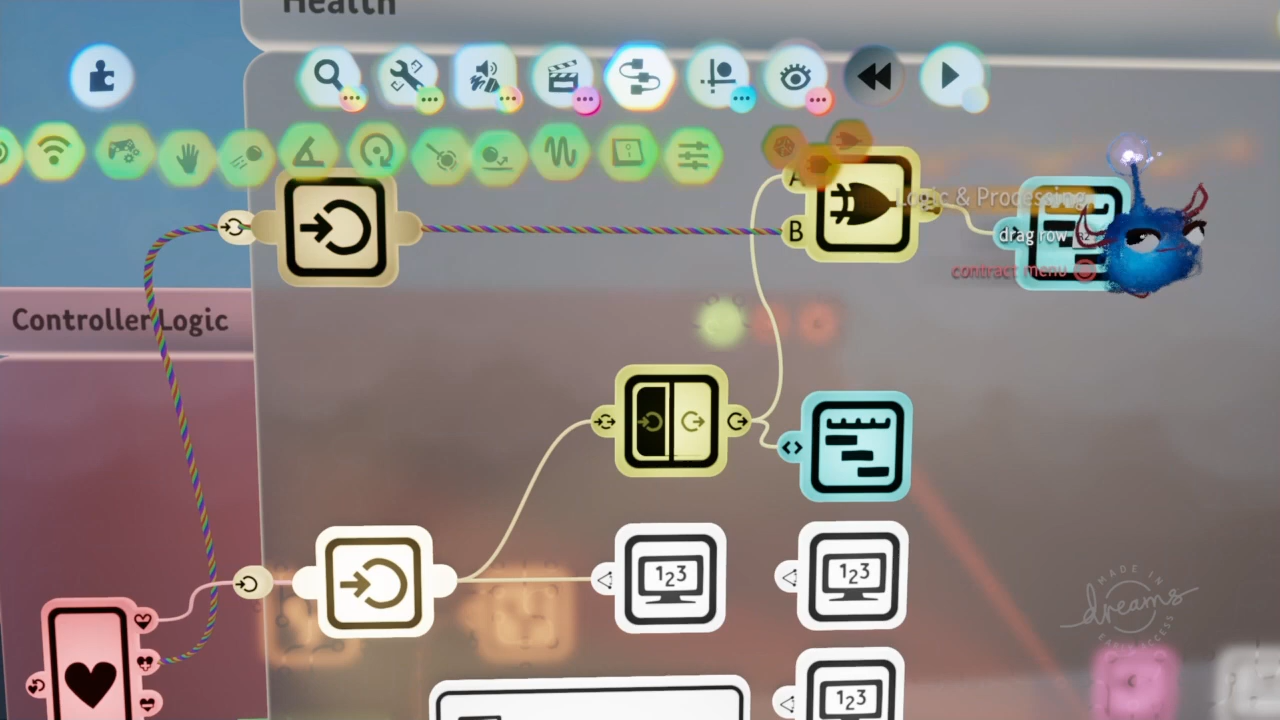 Health
A
B
Logic & Processing
drag row
contract menu
Controller Logic
123
123
123
MADE IN
dreams
EARLY ACCESS